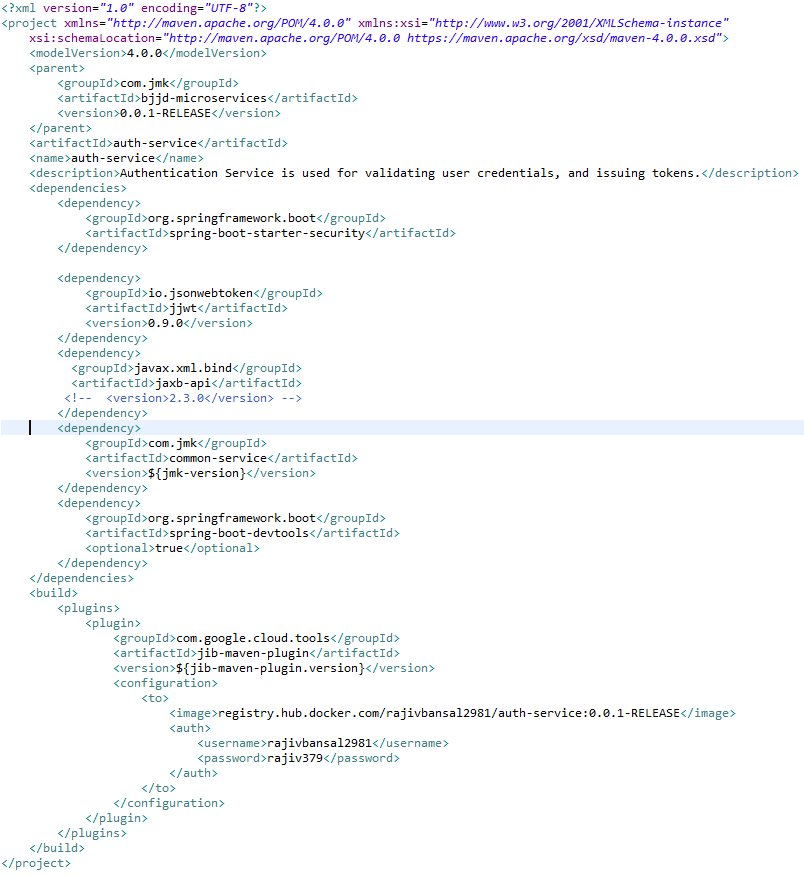 <?xml version="1.0" encoding="UTF-8"?>
<project xmlns="http://maven.apache.org/POM/4.0.0" xmlns:xsi="http://www.w3.org/2001/XMLSchema-instance"
xsi:schemaLocation="http://maven.apache.org/POM/4.0.0 https://maven.apache.org/xsd/maven-4.0.0.xsd">
<modelVersion>4.0.0</modelVersion>
<parent>
<groupId>com.jmk</groupId>
<artifactId>bjjd-microservices</artifactId>
<version>0.0.1-RELEASE</version>
</parent>
<artifactId>auth-service</artifactId>
<name>auth-service</name>
<description>Authentication Service is used for validating user credentials, and issuing tokens.</description>
<dependencies>
<dependency>
<groupId>org.springframework.boot</groupId>
<artifactId>spring-boot-starter-security</artifactId>
</dependency>
<dependency>
<groupId>io.jsonwebtoken</groupId>
<artifactId>jjwt</artifactId>
<version>0.9.0</version>
</dependency>
<dependency>
<groupId>javax.xml.bind</groupId>
<artifactId>jaxb-api</artifactId>
<!--  <version>2.3.0</version> -->
</dependency>
<dependency>
<groupId>com.jmk</groupId>
<artifactId>common-service</artifactId>
<version>${jmk-version}</version>
</dependency>
<dependency>
<groupId>org.springframework.boot</groupId>
<artifactId>spring-boot-devtools</artifactId>
<optional>true</optional>
</dependency>
</dependencies>
<build>
<plugins>
<plugin>
<groupId>com.google.cloud.tools</groupId>
<artifactId>jib-maven-plugin</artifactId>
<version>${jib-maven-plugin.version}</version>
<configuration>
<to>
<image>registry.hub.docker.com/rajivbansal2981/auth-service:0.0.1-RELEASE</image>
<auth>
<username>rajivbansal2981</username>
<password>rajiv379</password>
</auth>
</to>
</configuration>
</plugin>
</plugins>
</build>
</project>